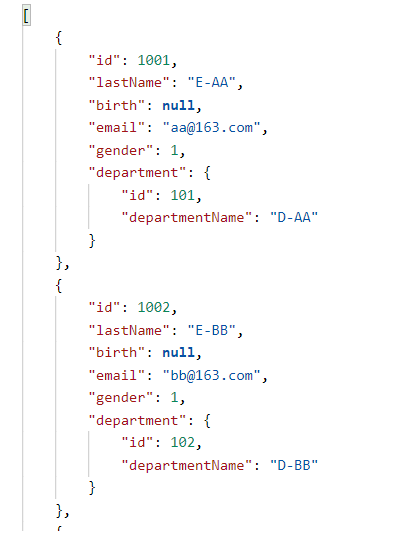 [
{
"id": 1001,
"lastName": "E-AA",
"birth": null,
"email": "aa@163.com",
"gender": 1,
"department": {
"id": 101,
"departmentName": "D-AA"
}
},
{
"id": 1002,
"lastName": "E-BB",
"birth": null,
"email": "bb@163.com",
"gender": 1,
"department": {
"id": 102,
"departmentName": "D-BB"
}
},
{